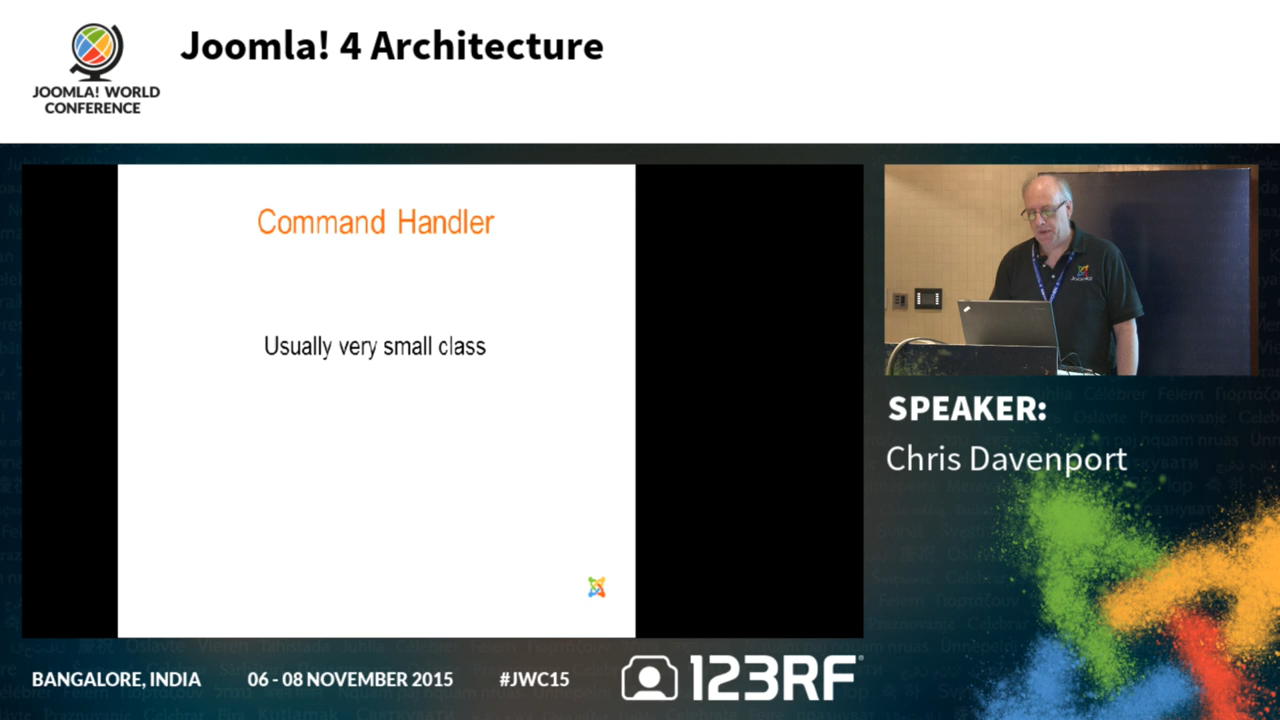 Joomla! 4 Architecture
JOOMLA! WORLD
CONFERENCE
Command Handler
Usually very small class
Joomla!
SPEAKER:
Chris Davenport
BANGALORE, INDIA
06 - 08 NOVEMBER 2015
#JWC15
123RF